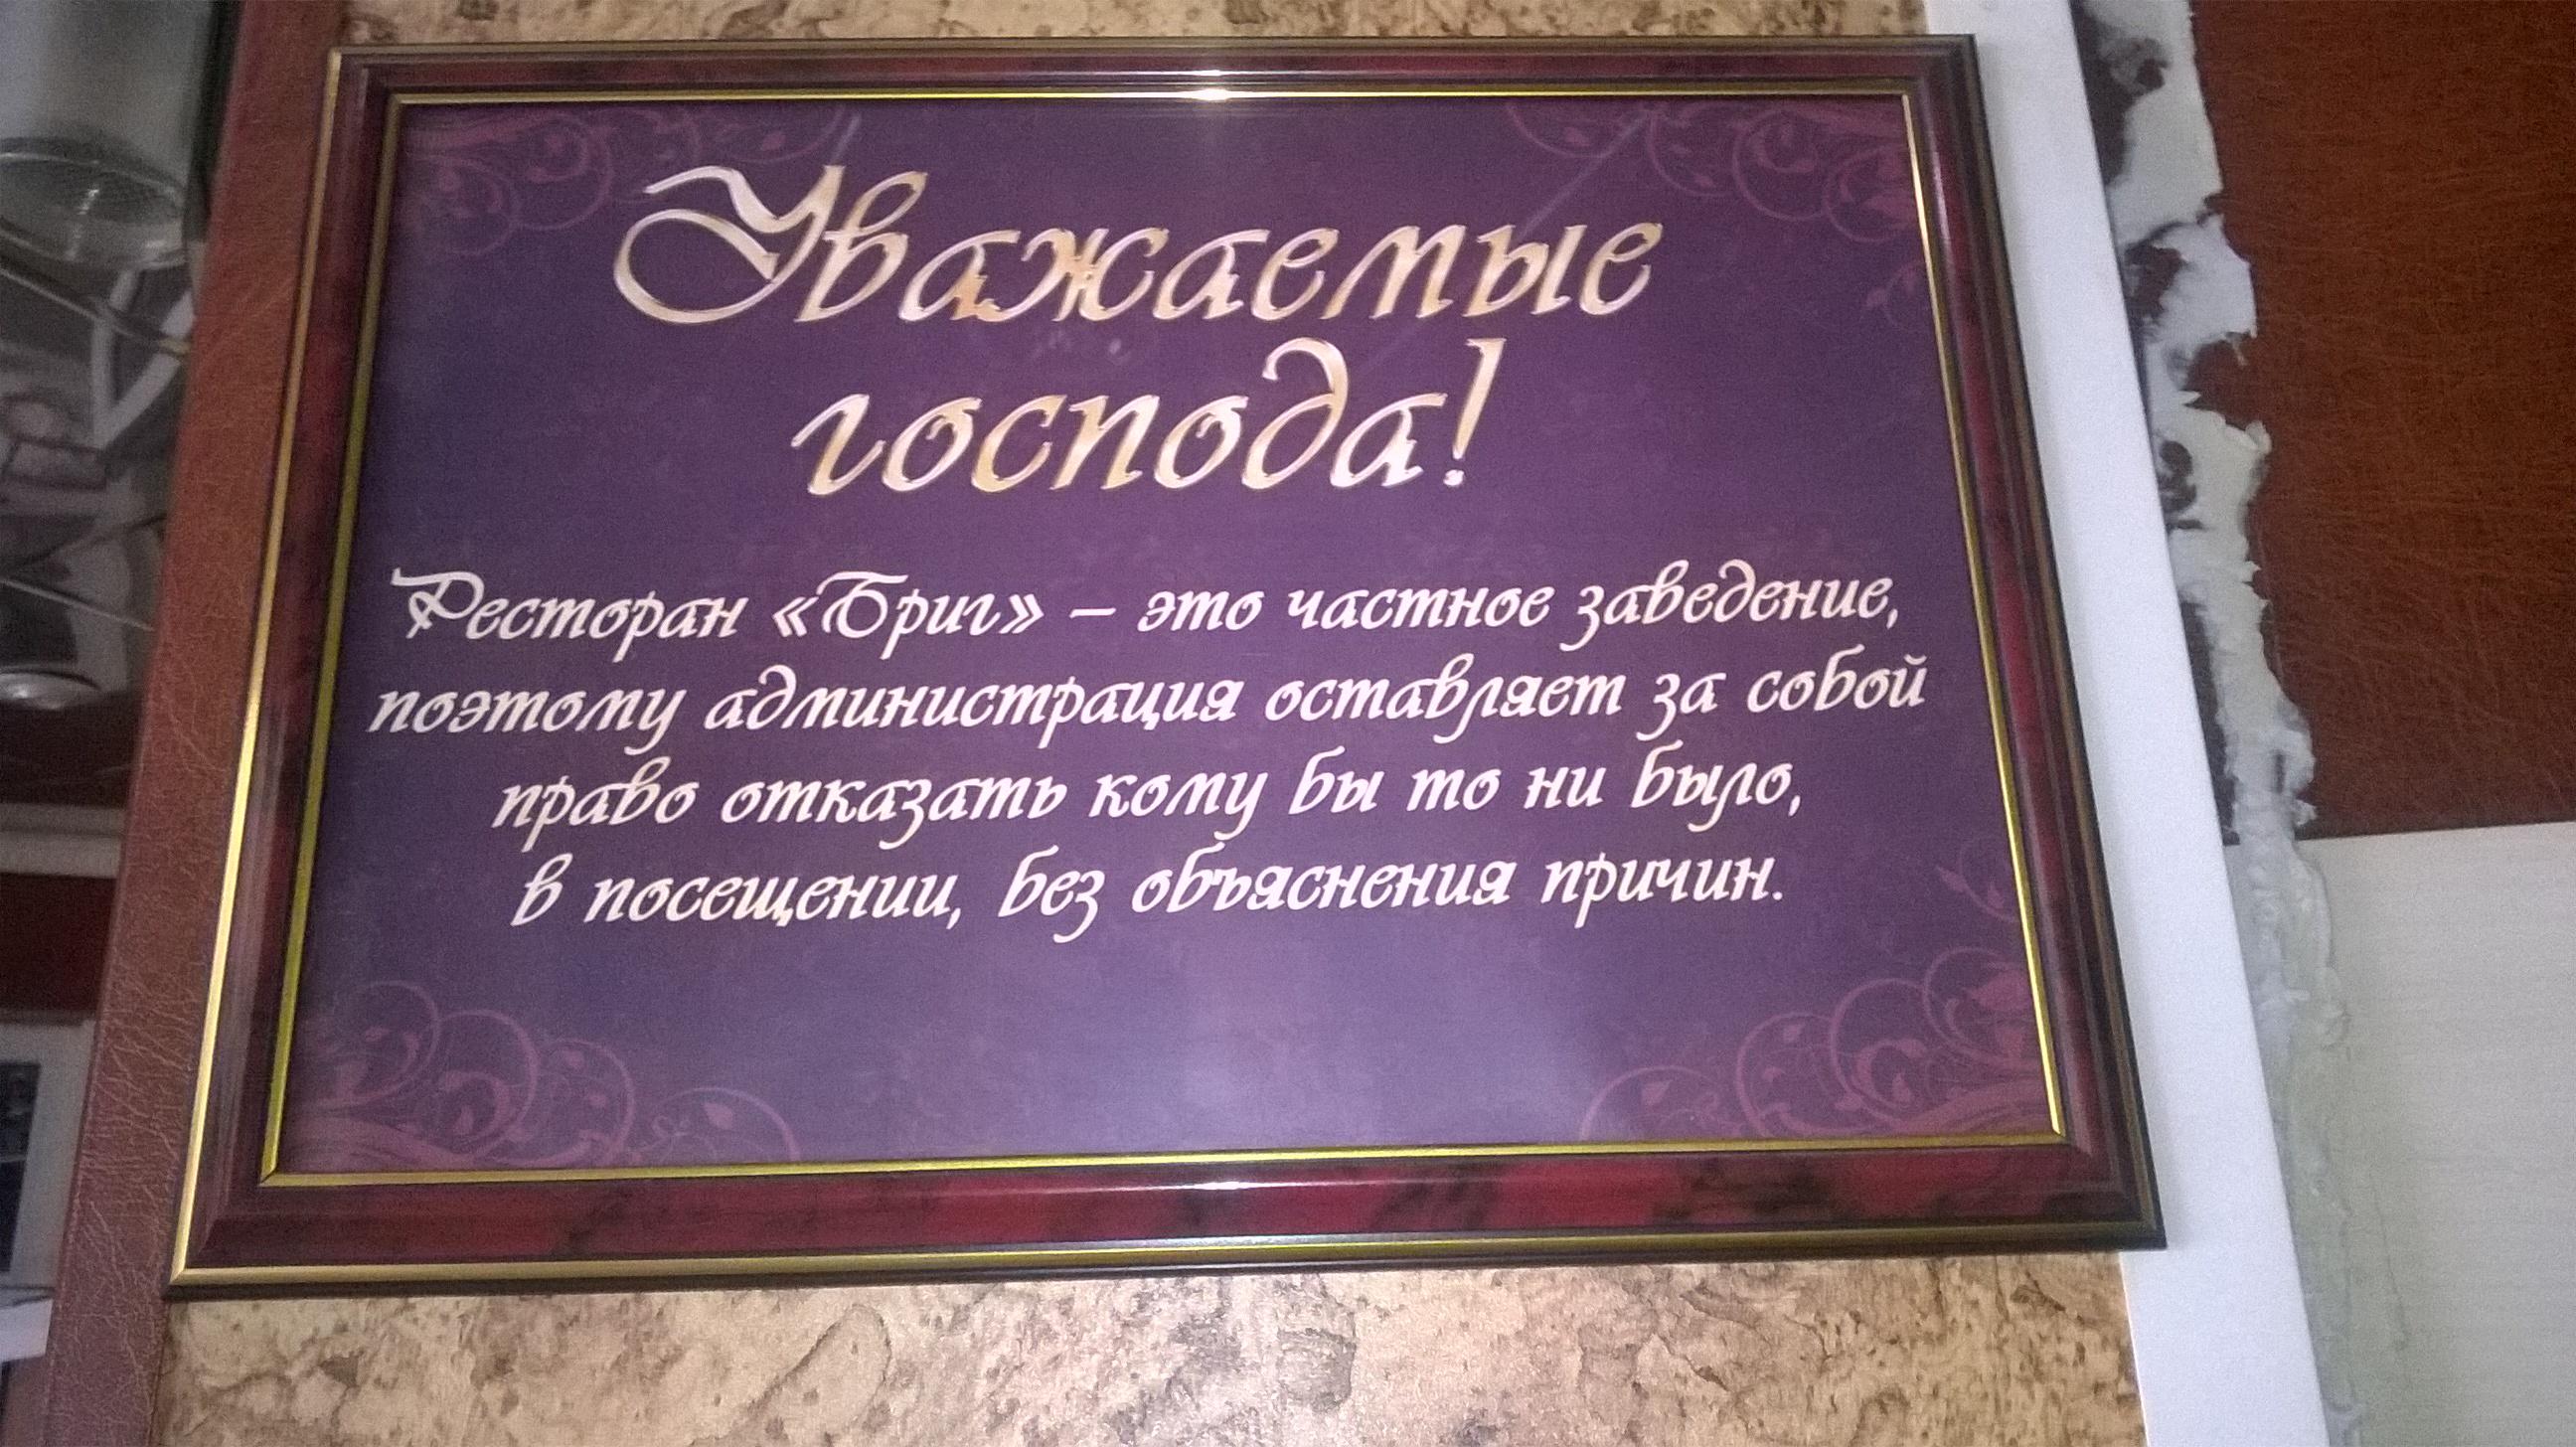 Уважаемые
господа!
Ресторан «Бриг» – это частное заведение,
поэтому администрация оставляет за собой
право отказать кому бы то ни было,
в посещении, без объяснения причин.